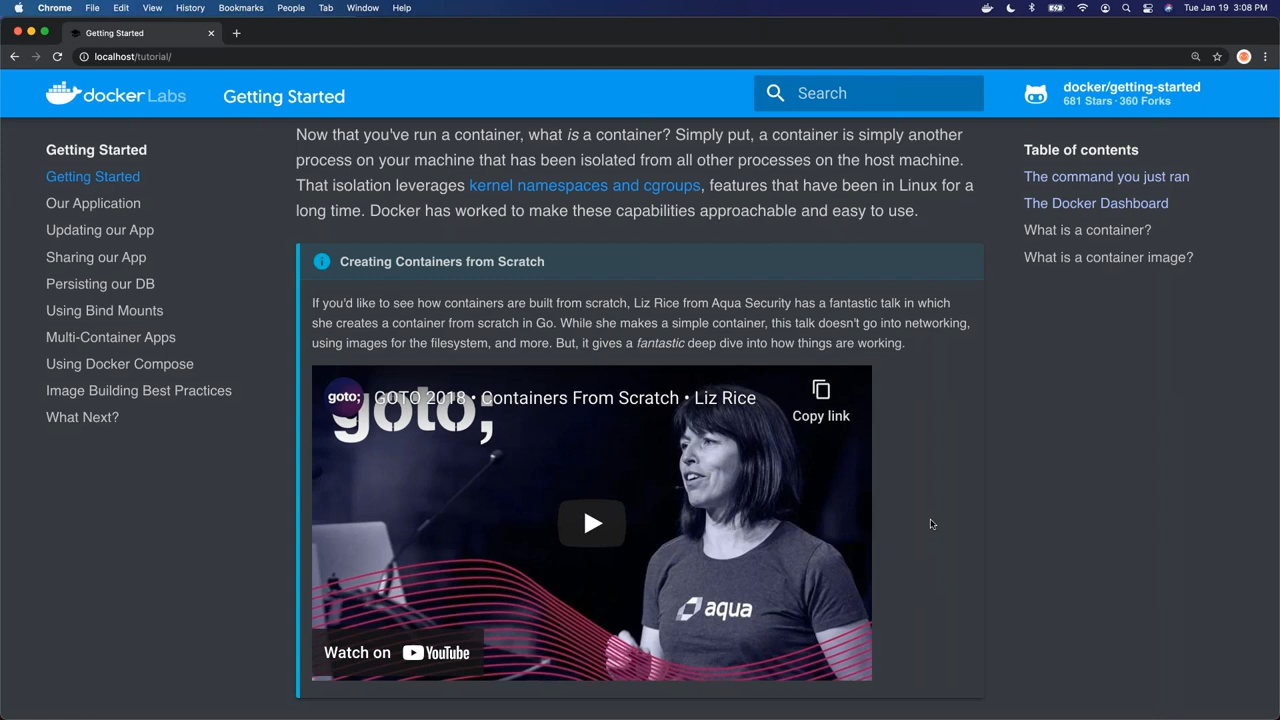 Chrome File Edit View History Bookmarks People Tab Window Help Tue Jan 19 3:08 PM
Getting Started
localhost/tutorial/
docker Labs Getting Started Search docker/getting-started
681 Stars · 360 Forks
Getting Started
Getting Started
Our Application
Updating our App
Sharing our App
Persisting our DB
Using Bind Mounts
Multi-Container Apps
Using Docker Compose
Image Building Best Practices
What Next?
Now that you've run a container, what is a container? Simply put, a container is simply another
process on your machine that has been isolated from all other processes on the host machine.
That isolation leverages kernel namespaces and cgroups, features that have been in Linux for a
long time. Docker has worked to make these capabilities approachable and easy to use.
Creating Containers from Scratch
If you'd like to see how containers are built from scratch, Liz Rice from Aqua Security has a fantastic talk in which
she creates a container from scratch in Go. While she makes a simple container, this talk doesn't go into networking,
using images for the filesystem, and more. But, it gives a fantastic deep dive into how things are working.
goto; GOTO 2018 • Containers From Scratch • Liz Rice
Copy link
goto;
aqua
Watch on YouTube
Table of contents
The command you just ran
The Docker Dashboard
What is a container?
What is a container image?